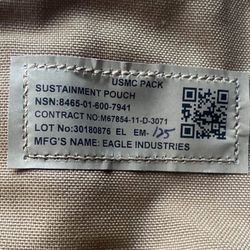 USMC PACK
SUSTAINMENT POUCH
NSN:8465-01-600-7941
CONTRACT NO:M67854-11-D-3071
LOT No:30180876 EL EM-125
MFG'S NAME: EAGLE INDUSTRIES